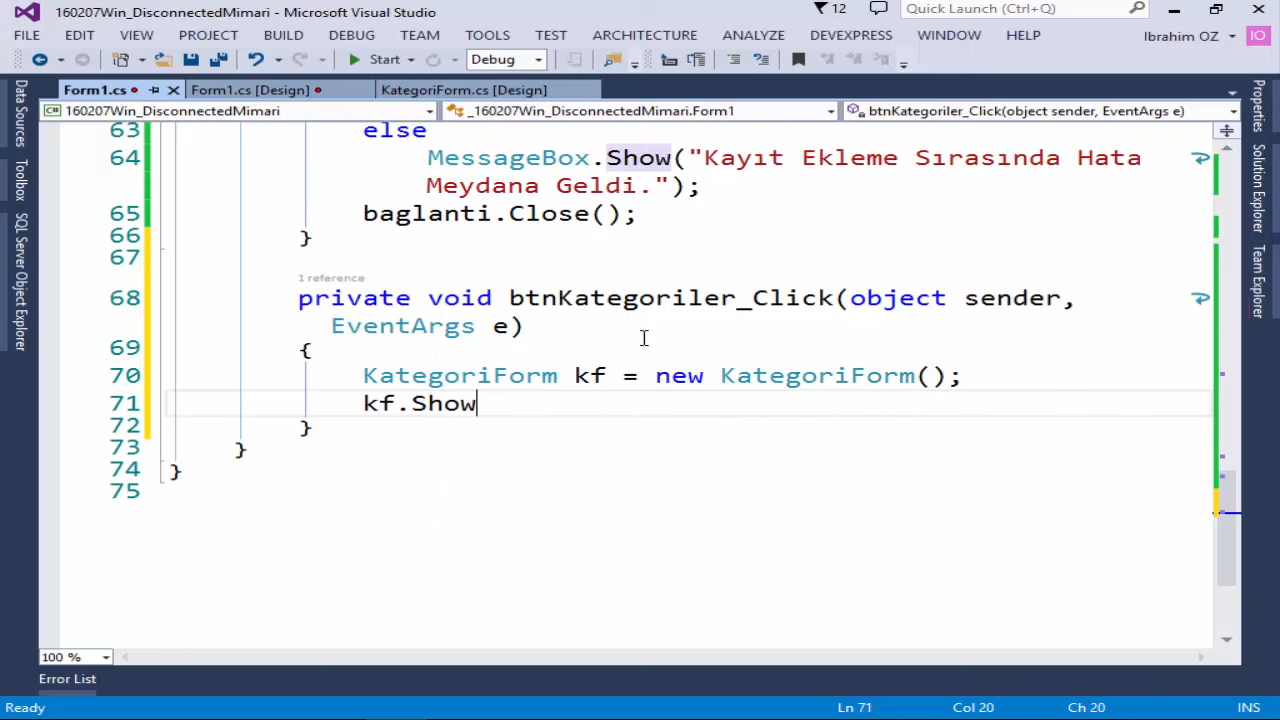 160207Win_DisconnectedMimari - Microsoft Visual Studio
12
Quick Launch (Ctrl+Q)
FILE EDIT VIEW PROJECT BUILD DEBUG TEAM TOOLS TEST ARCHITECTURE ANALYZE DEVEXPRESS WINDOW HELP
Ibrahim OZ IO
Start Debug
Form1.cs Form1.cs [Design] KategoriForm.cs [Design]
160207Win_DisconnectedMimari _160207Win_DisconnectedMimari.Form1 btnKategoriler_Click(object sender, EventArgs e)
Data Sources
Toolbox
SQL Server Object Explorer
63 else
64 MessageBox.Show("Kayıt Ekleme Sırasında Hata
Meydana Geldi.");
65 baglanti.Close();
66 }
67
1 reference
68 private void btnKategoriler_Click(object sender,
EventArgs e)
69 {
70 KategoriForm kf = new KategoriForm();
71 kf.Show
72 }
73 }
74 }
75
Properties
Solution Explorer
Team Explorer
100 %
Error List
Ready Ln 71 Col 20 Ch 20 INS